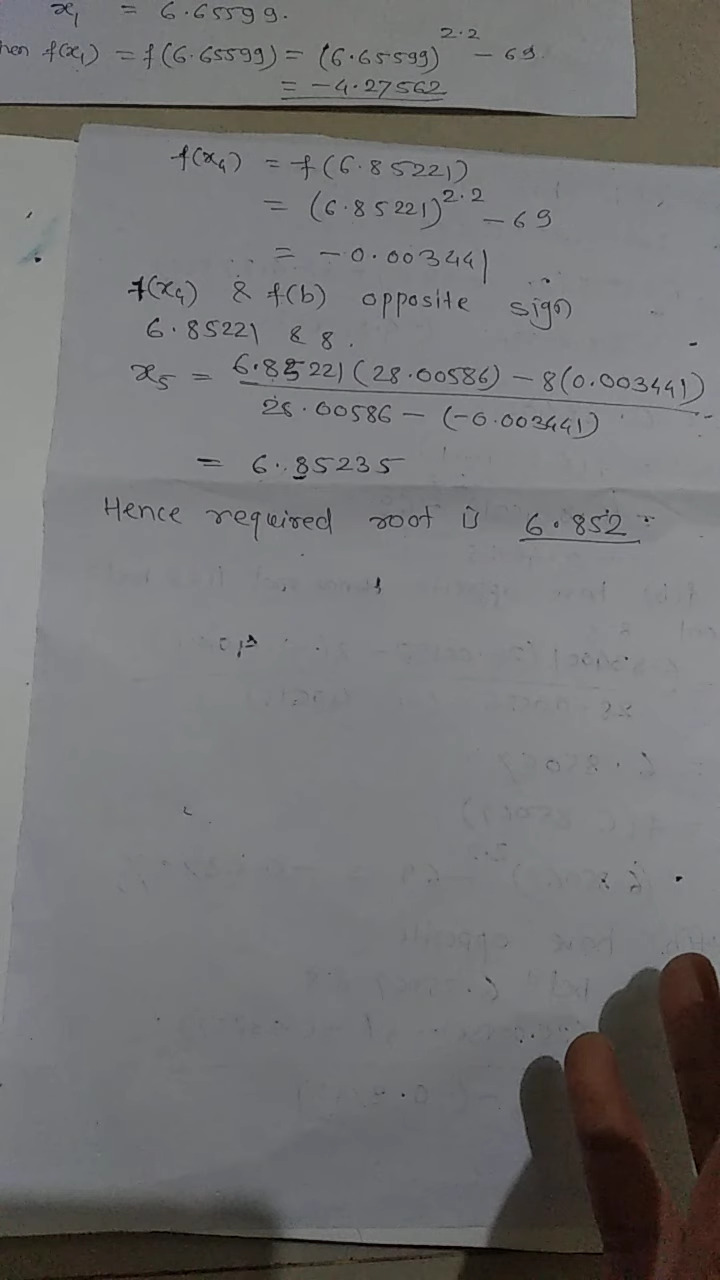 x₁ = 6.65599.
hen f(x₁) = f(6.65599) = (6.65599)^2.2 - 69
= -4.27562
f(x₄) = f(6.85221)
= (6.85221)^2.2 - 69
= -0.003441
f(x₄) & f(b) opposite sign
6.85221 & 8.
x₅ = 6.85221(28.00586) - 8(0.003441)
28.00586 - (-0.003441)
= 6.85235
Hence required root is 6.852